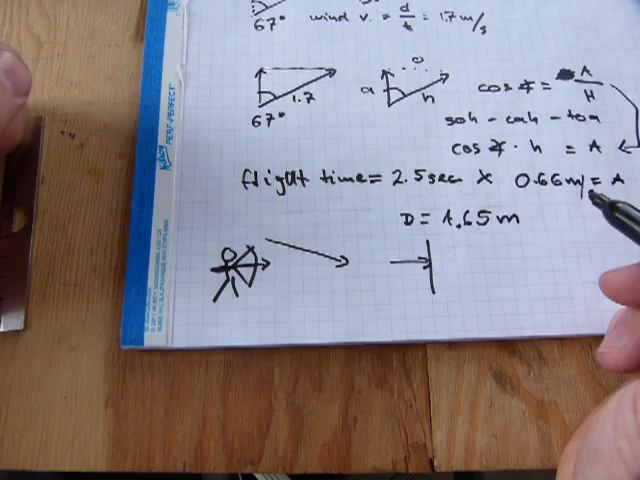 67° wind v. = d/t = 1.7 m/s
o
a 1.7 h cos ∡ = A/H
67°
soh - cah - toa
cos ∡ · h = A
flight time = 2.5 sec x 0.66 m/s = A
D = 1.65 m
PERF-PERFECT